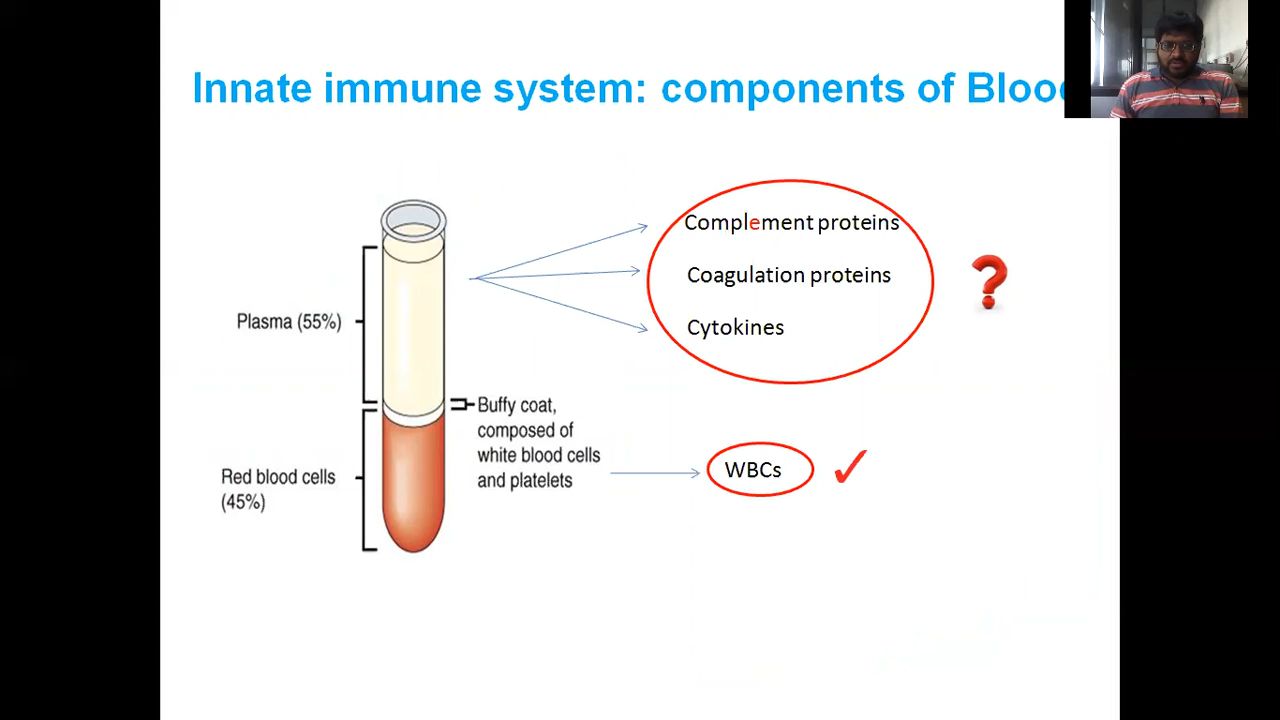 Innate immune system: components of Blood
Complement proteins
Coagulation proteins
Cytokines
?
Plasma (55%)
Buffy coat,
composed of
white blood cells
and platelets
WBCs
Red blood cells
(45%)